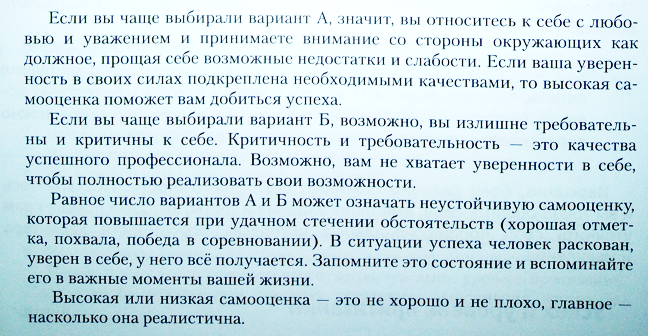 Если вы чаще выбирали вариант А, значит, вы относитесь к себе с любо-
вью и уважением и принимаете внимание со стороны окружающих как
должное, прощая себе возможные недостатки и слабости. Если ваша уверен-
ность в своих силах подкреплена необходимыми качествами, то высокая са-
мооценка поможет вам добиться успеха.
Если вы чаще выбирали вариант Б, возможно, вы излишне требователь-
ны и критичны к себе. Критичность и требовательность — это качества
успешного профессионала. Возможно, вам не хватает уверенности в себе,
чтобы полностью реализовать свои возможности.
Равное число вариантов А и Б может означать неустойчивую самооценку,
которая повышается при удачном стечении обстоятельств (хорошая отмет-
ка, похвала, победа в соревновании). В ситуации успеха человек раскован,
уверен в себе, у него всё получается. Запомните это состояние и вспоминайте
его в важные моменты вашей жизни.
Высокая или низкая самооценка — это не хорошо и не плохо, главное —
насколько она реалистична.